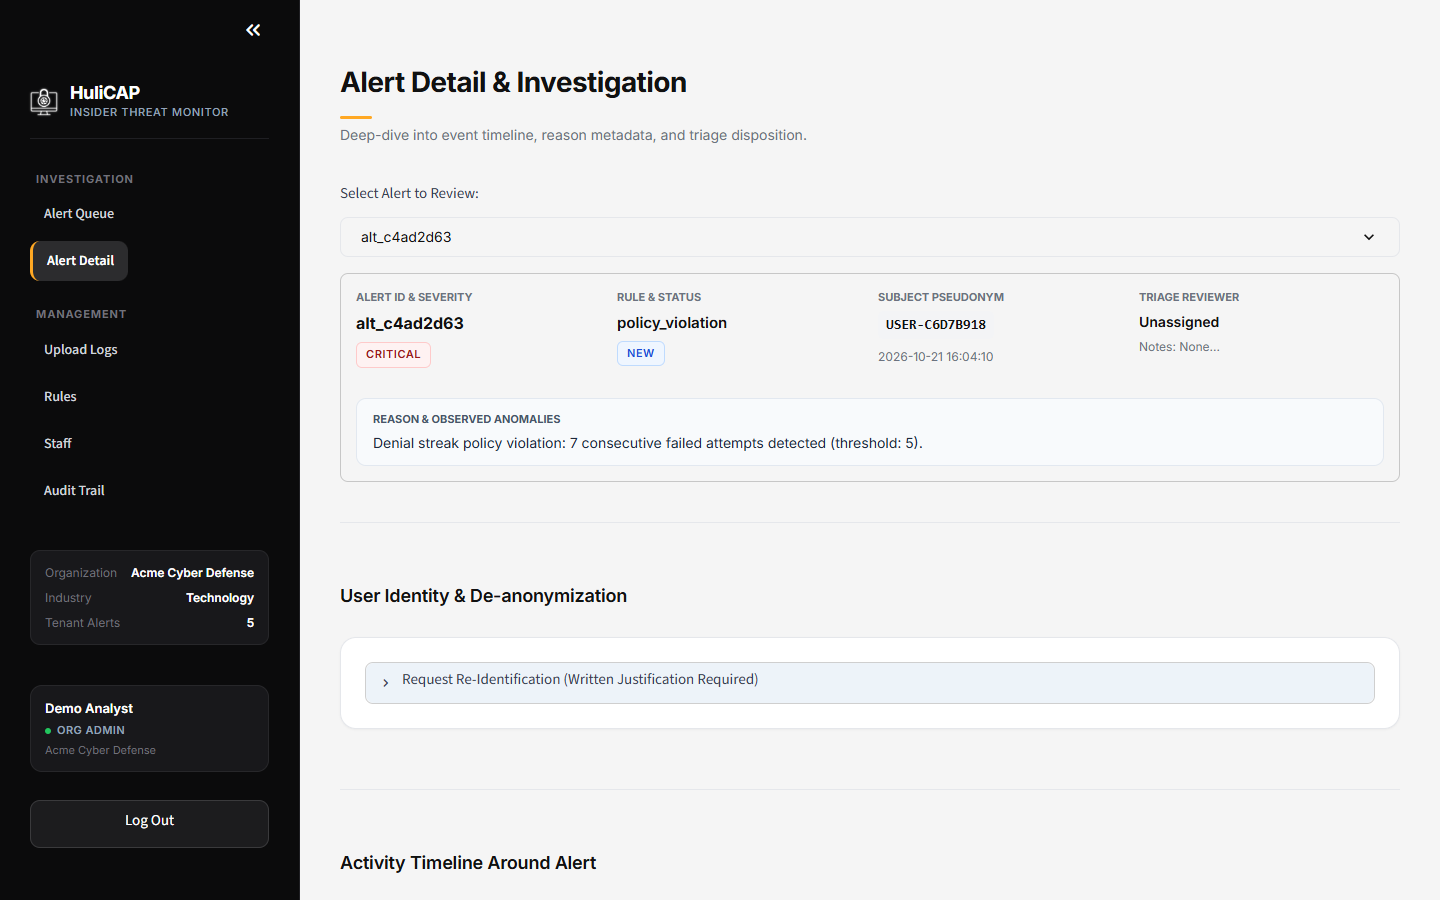 HuliCAP
INSIDER THREAT MONITOR
INVESTIGATION
Alert Queue
Alert Detail
MANAGEMENT
Upload Logs
Rules
Staff
Audit Trail
Organization Acme Cyber Defense
Industry Technology
Tenant Alerts 5
Demo Analyst
ORG ADMIN
Acme Cyber Defense
Log Out
Alert Detail & Investigation
Deep-dive into event timeline, reason metadata, and triage disposition.
Select Alert to Review:
alt_c4ad2d63
ALERT ID & SEVERITY
alt_c4ad2d63
CRITICAL
RULE & STATUS
policy_violation
NEW
SUBJECT PSEUDONYM
USER-C6D7B918
2026-10-21 16:04:10
TRIAGE REVIEWER
Unassigned
Notes: None...
REASON & OBSERVED ANOMALIES
Denial streak policy violation: 7 consecutive failed attempts detected (threshold: 5).
User Identity & De-anonymization
Request Re-Identification (Written Justification Required)
Activity Timeline Around Alert